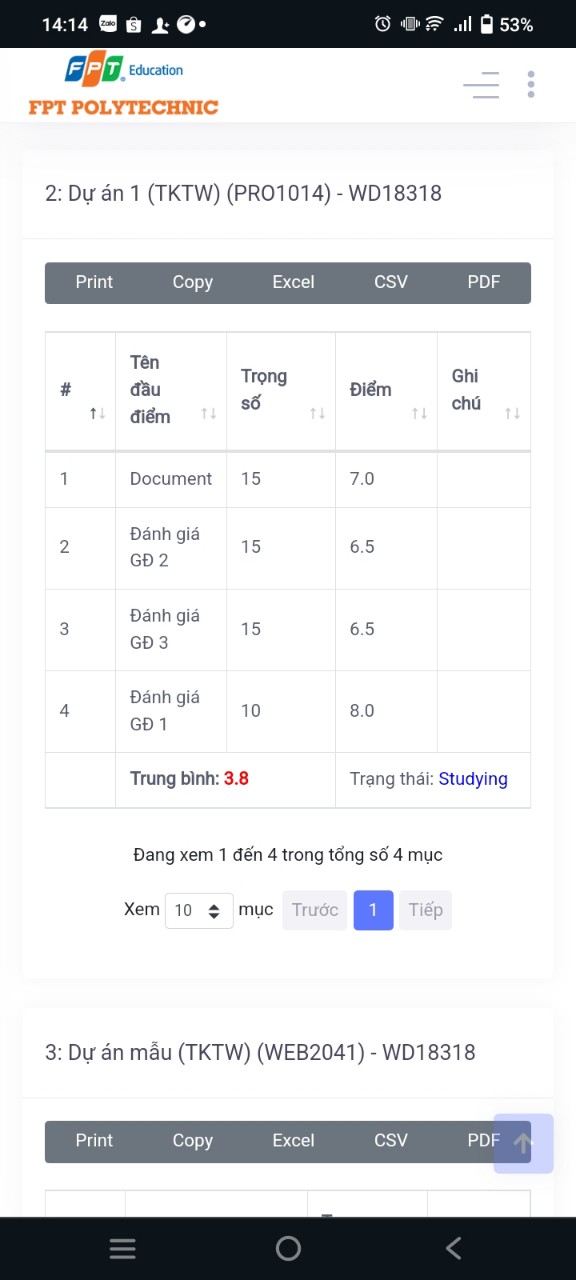 14:14 Zalo 53%
FPT Education
FPT POLYTECHNIC
2: Dự án 1 (TKTW) (PRO1014) - WD18318
Print Copy Excel CSV PDF
# Tên đầu điểm Trọng số Điểm Ghi chú
1 Document 15 7.0
2 Đánh giá GĐ 2 15 6.5
3 Đánh giá GĐ 3 15 6.5
4 Đánh giá GĐ 1 10 8.0
Trung bình: 3.8 Trạng thái: Studying
Đang xem 1 đến 4 trong tổng số 4 mục
Xem 10 mục Trước 1 Tiếp
3: Dự án mẫu (TKTW) (WEB2041) - WD18318
Print Copy Excel CSV PDF